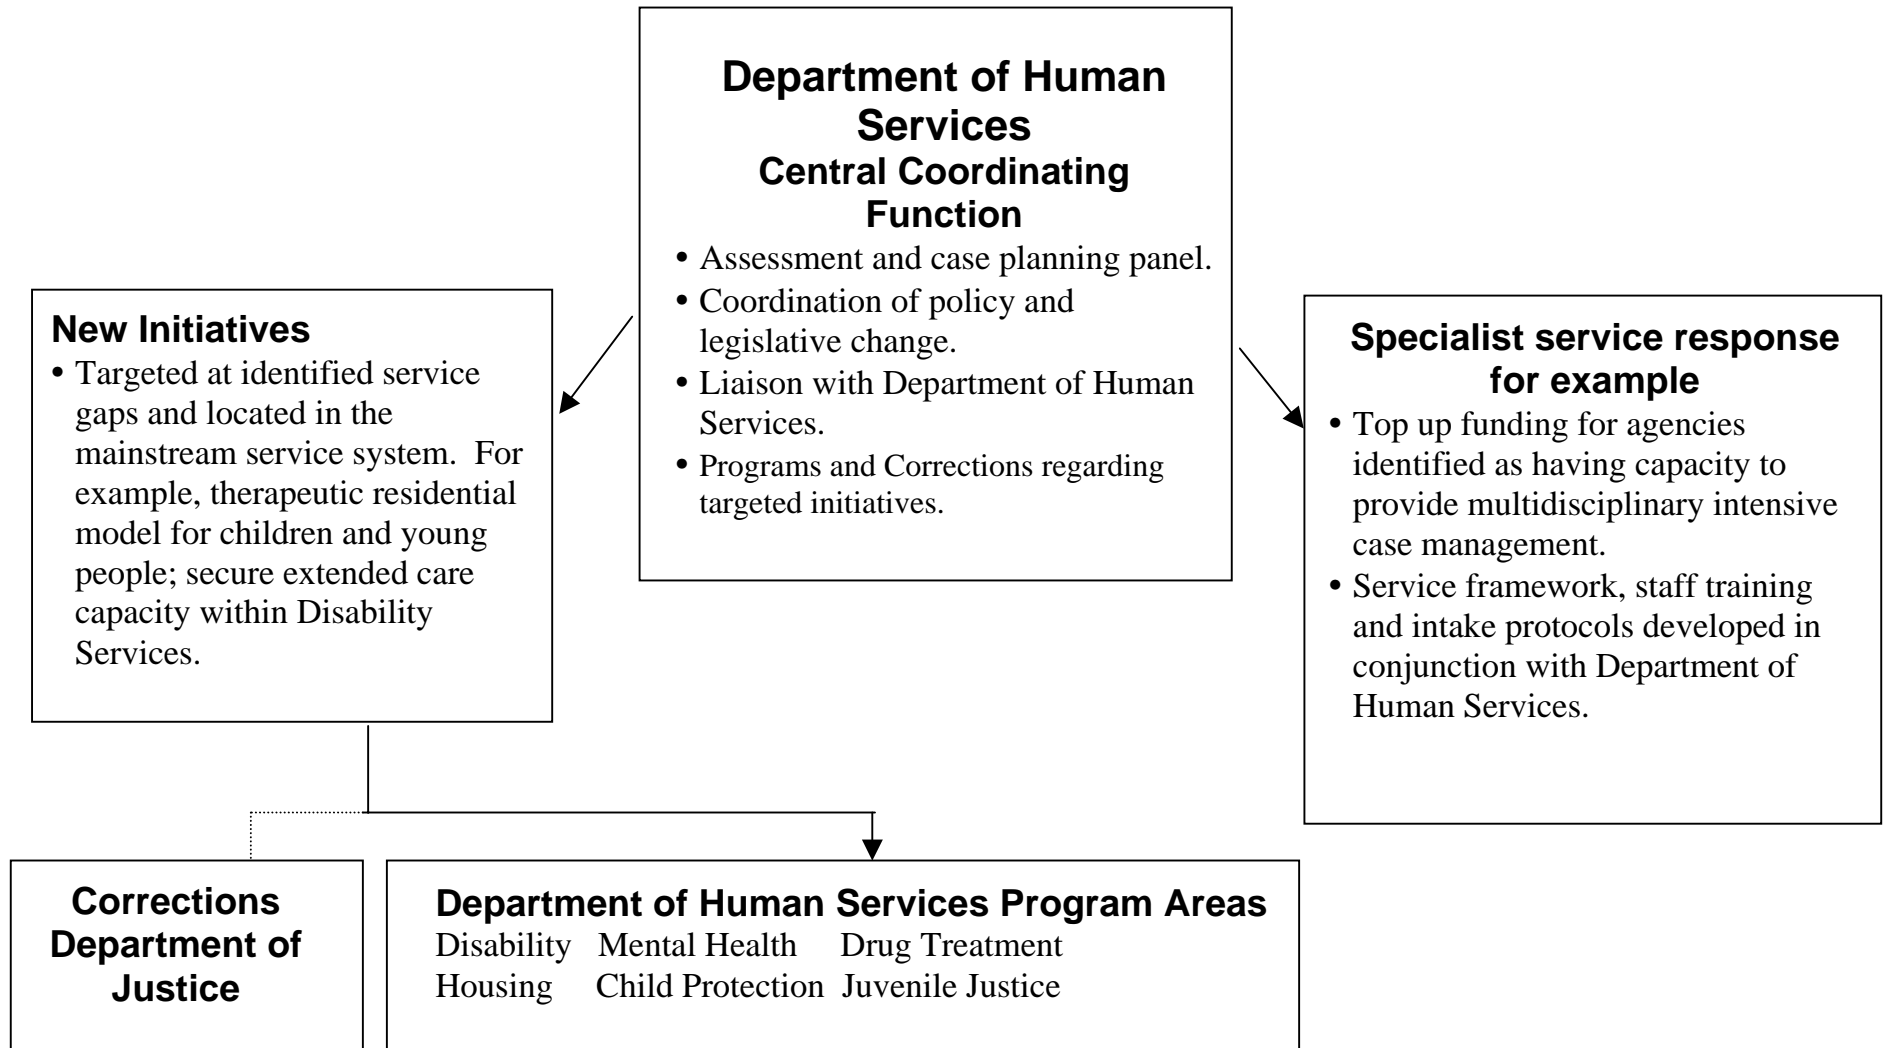 Department of Human
Services
Central Coordinating
Function
• Assessment and case planning panel.
• Coordination of policy and
legislative change.
• Liaison with Department of Human
Services.
• Programs and Corrections regarding
targeted initiatives.
New Initiatives
• Targeted at identified service
gaps and located in the
mainstream service system.  For
example, therapeutic residential
model for children and young
people; secure extended care
capacity within Disability
Services.
Specialist service response
for example
• Top up funding for agencies
identified as having capacity to
provide multidisciplinary intensive
case management.
• Service framework, staff training
and intake protocols developed in
conjunction with Department of
Human Services.
Corrections
Department of
Justice
Department of Human Services Program Areas
Disability Mental Health Drug Treatment
Housing Child Protection Juvenile Justice